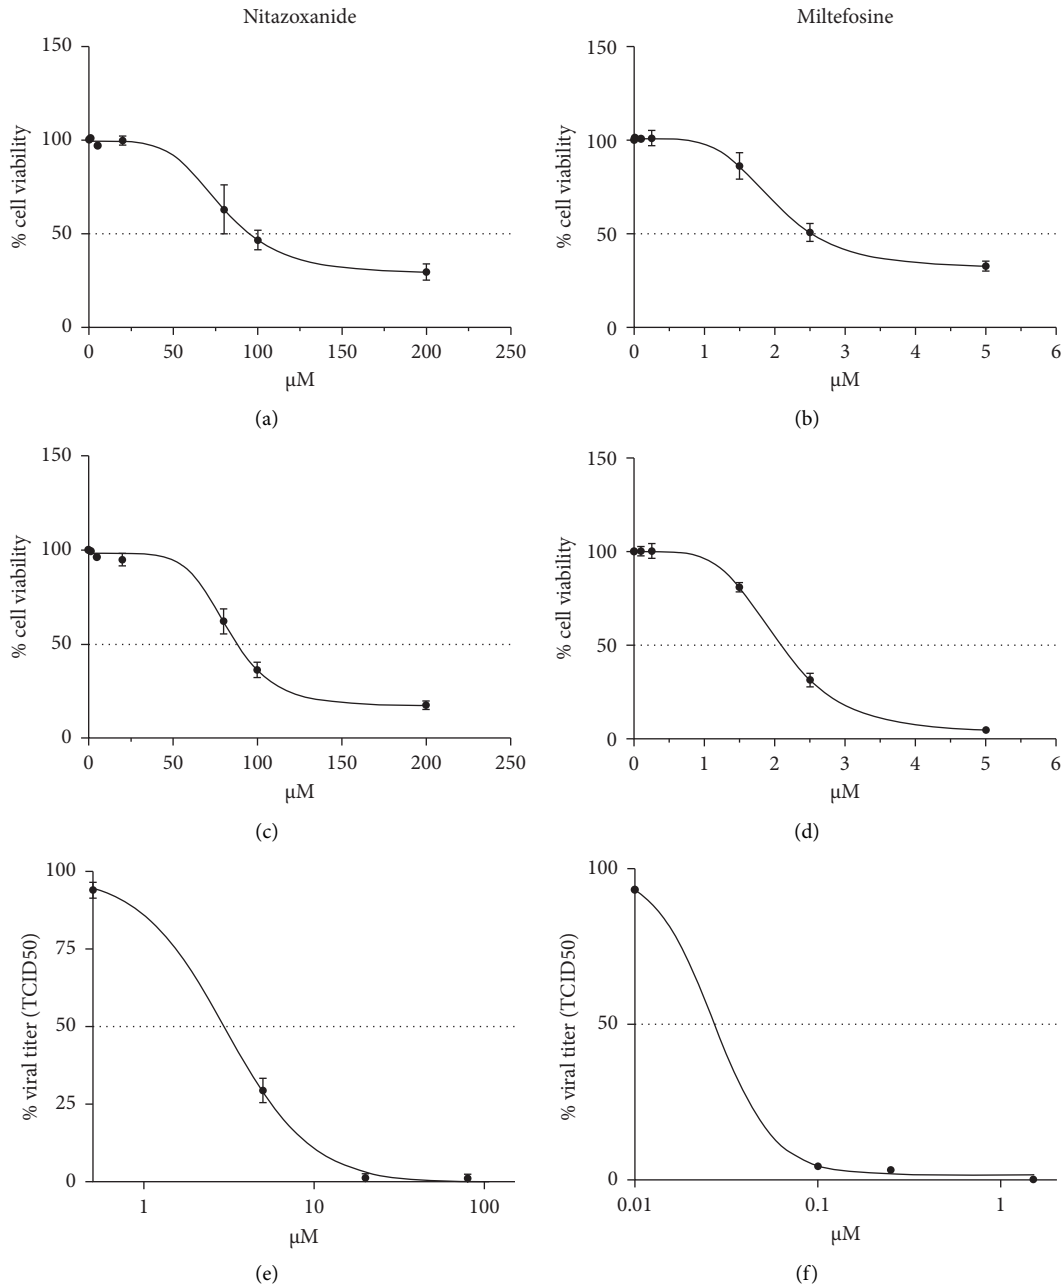 Nitazoxanide
Miltefosine
150
100
50
0
% cell viability
0 50 100 150 200 250
µM
(a)
150
100
50
0
% cell viability
0 1 2 3 4 5 6
µM
(b)
150
100
50
0
% cell viability
0 50 100 150 200 250
µM
(c)
150
100
50
0
% cell viability
0 1 2 3 4 5 6
µM
(d)
100
75
50
25
0
% viral titer (TCID50)
1 10 100
µM
(e)
100
50
0
% viral titer (TCID50)
0.01 0.1 1
µM
(f)